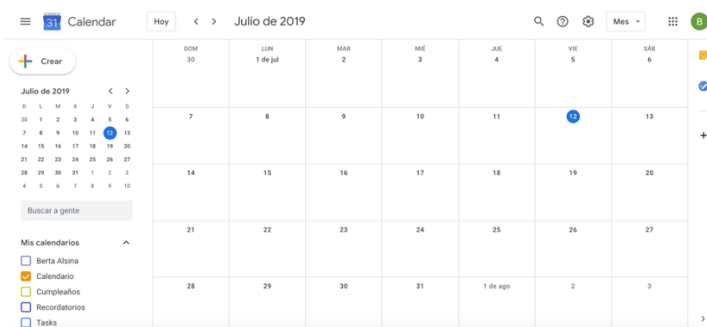 31 Calendar Hoy Julio de 2019 Mes B
Crear
Julio de 2019
D L M X J V S
30 1 2 3 4 5 6
7 8 9 10 11 12 13
14 15 16 17 18 19 20
21 22 23 24 25 26 27
28 29 30 31 1 2 3
4 5 6 7 8 9 10
Buscar a gente
Mis calendarios
Berta Alsina
Calendario
Cumpleaños
Recordatorios
Tasks
DOM LUN MAR MIÉ JUE VIE SÁB
30 1 de jul 2 3 4 5 6
7 8 9 10 11 12 13
14 15 16 17 18 19 20
21 22 23 24 25 26 27
28 29 30 31 1 de ago 2 3